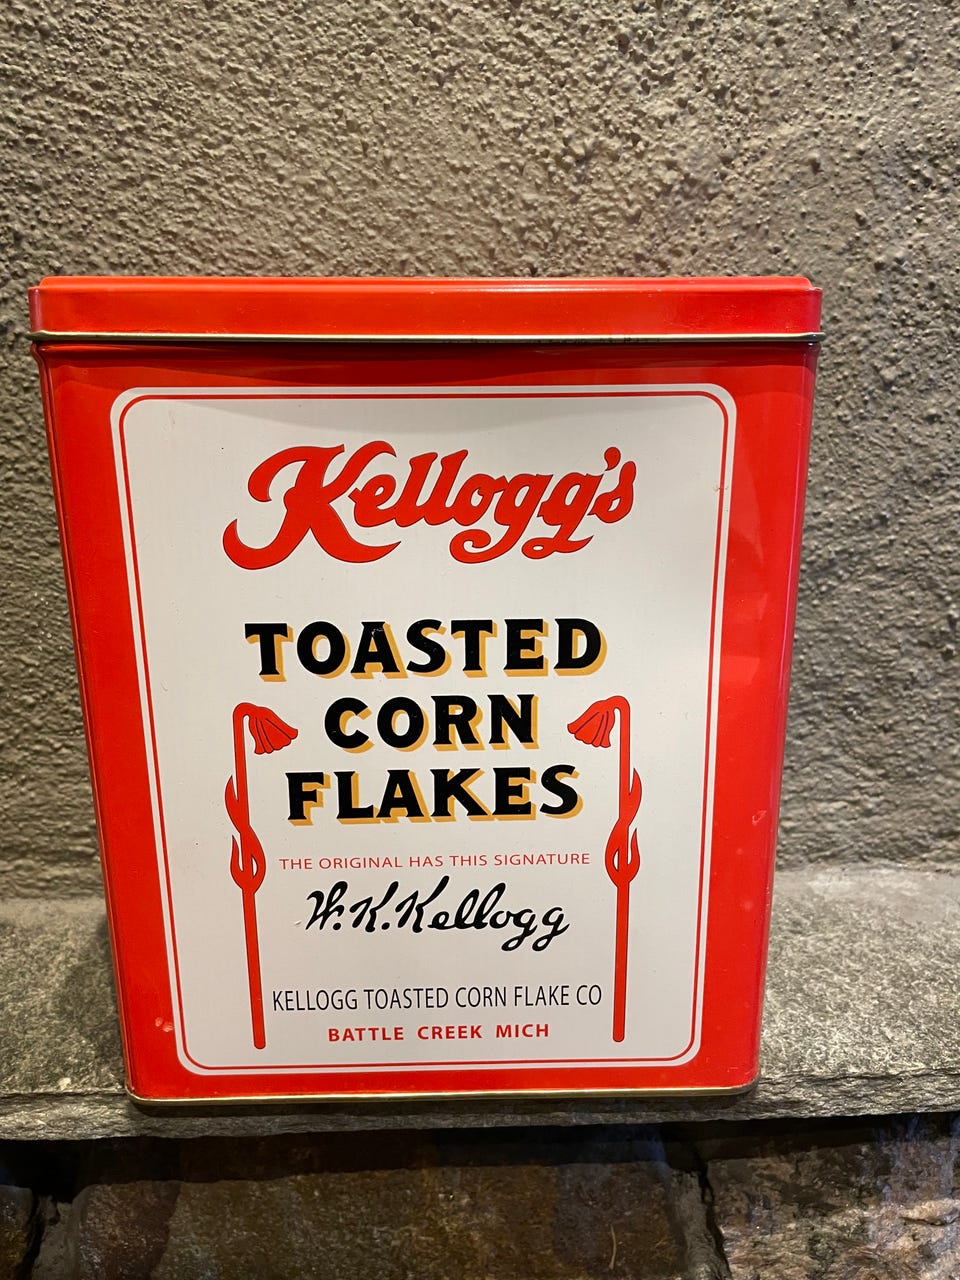 Kellogg's
TOASTED
CORN
FLAKES
THE ORIGINAL HAS THIS SIGNATURE
W.K.Kellogg
KELLOGG TOASTED CORN FLAKE CO
BATTLE CREEK MICH